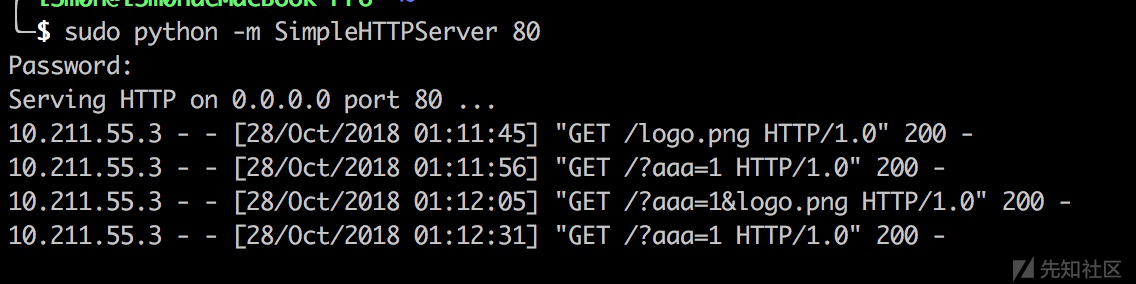 └─$ sudo python -m SimpleHTTPServer 80
Password:
Serving HTTP on 0.0.0.0 port 80 ...
10.211.55.3 - - [28/Oct/2018 01:11:45] "GET /logo.png HTTP/1.0" 200 -
10.211.55.3 - - [28/Oct/2018 01:11:56] "GET /?aaa=1 HTTP/1.0" 200 -
10.211.55.3 - - [28/Oct/2018 01:12:05] "GET /?aaa=1&logo.png HTTP/1.0" 200 -
10.211.55.3 - - [28/Oct/2018 01:12:31] "GET /?aaa=1 HTTP/1.0" 200 -
先知社区